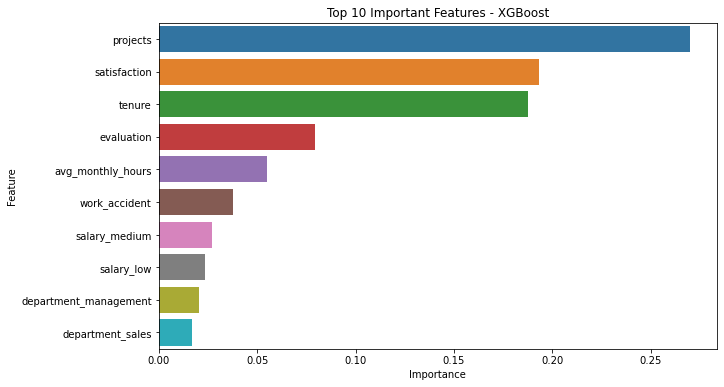 Top 10 Important Features - XGBoost
Feature
projects
satisfaction
tenure
evaluation
avg_monthly_hours
work_accident
salary_medium
salary_low
department_management
department_sales
0.00 0.05 0.10 0.15 0.20 0.25
Importance